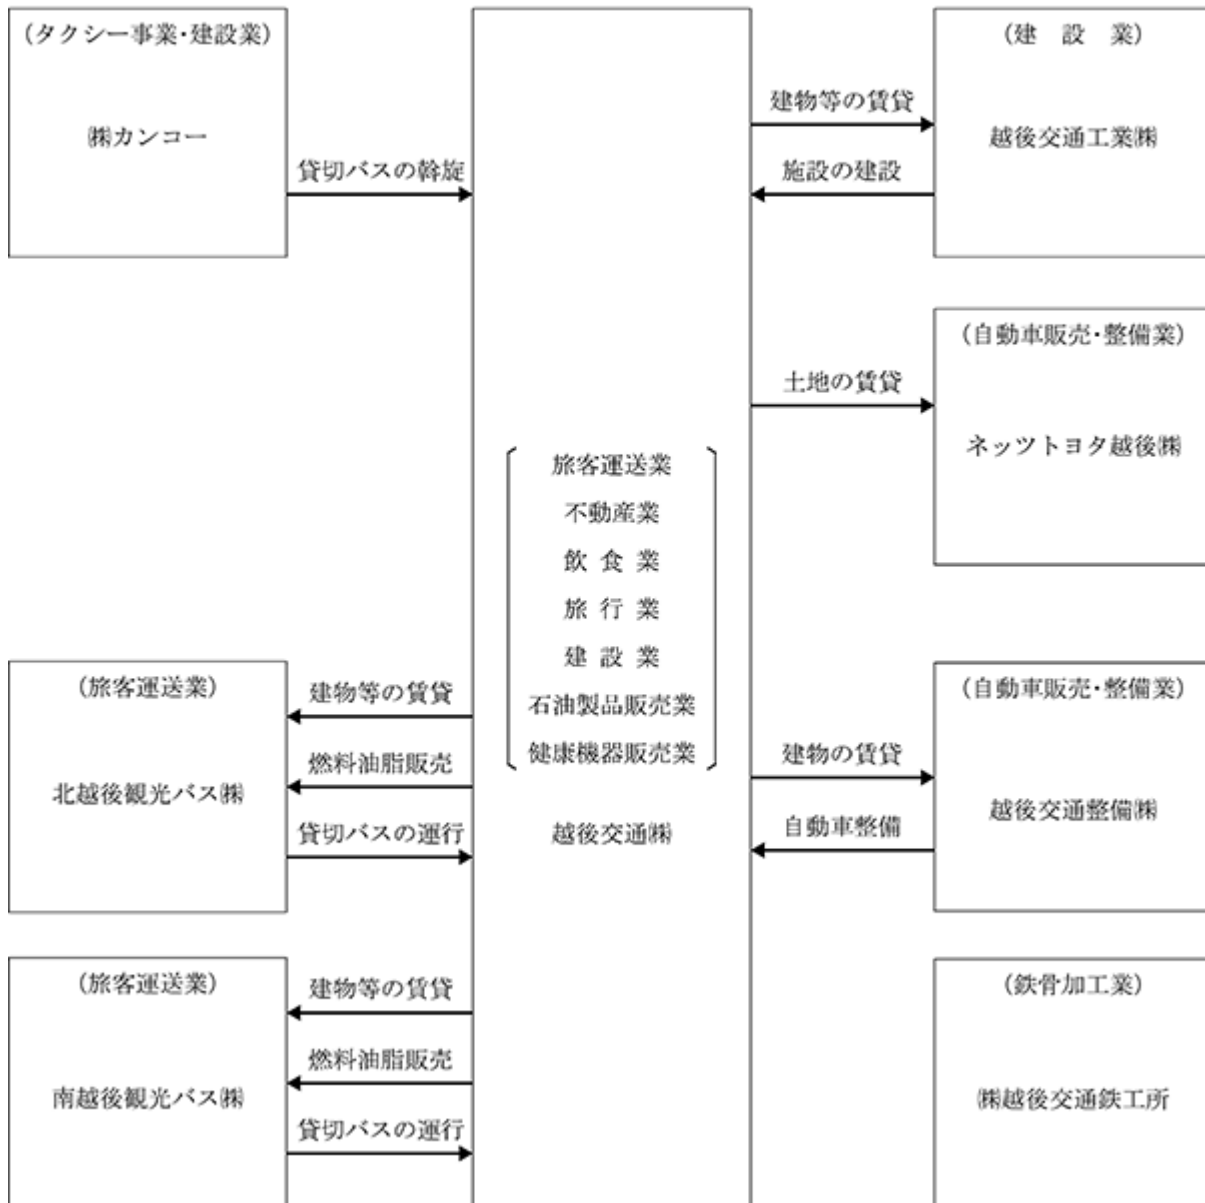 (タクシー事業・建設業)
㈱カンコー
貸切バスの斡旋
(旅客運送業)
北越後観光バス㈱
建物等の賃貸
燃料油脂販売
貸切バスの運行
(旅客運送業)
南越後観光バス㈱
建物等の賃貸
燃料油脂販売
貸切バスの運行
旅客運送業
不動産業
飲 食 業
旅 行 業
建 設 業
石油製品販売業
健康機器販売業
越後交通㈱
建物等の賃貸
施設の建設
(建 設 業)
越後交通工業㈱
土地の賃貸
(自動車販売・整備業)
ネッツトヨタ越後㈱
建物の賃貸
自動車整備
(自動車販売・整備業)
越後交通整備㈱
(鉄骨加工業)
㈱越後交通鉄工所